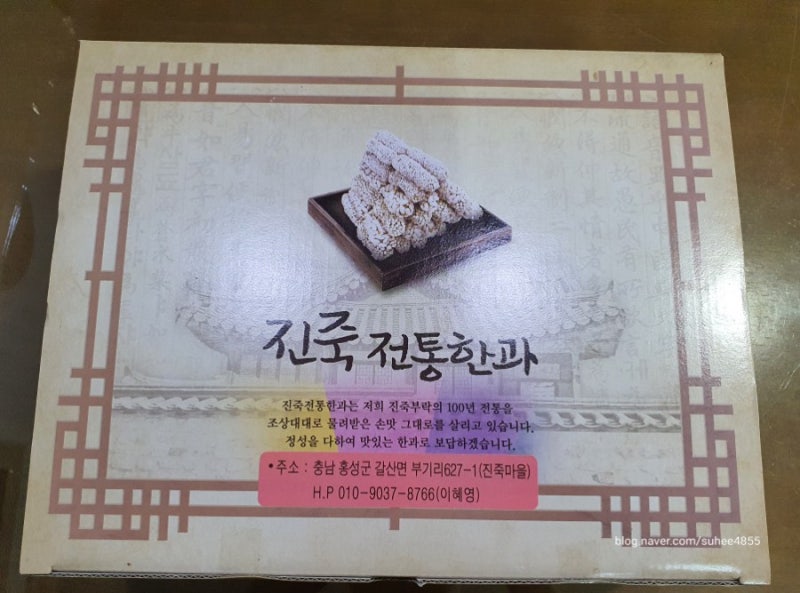 진죽 전통한과
진죽전통한과는 저희 진죽부락의 100년 전통을
조상대대로 물려받은 손맛 그대로를 살리고 있습니다.
정성을 다하여 맛있는 한과로 보답하겠습니다.
•주소 : 충남 홍성군 갈산면 부기리627-1(진죽마을)
H.P 010-9037-8766(이혜영)
blog.naver.com/suhee4855